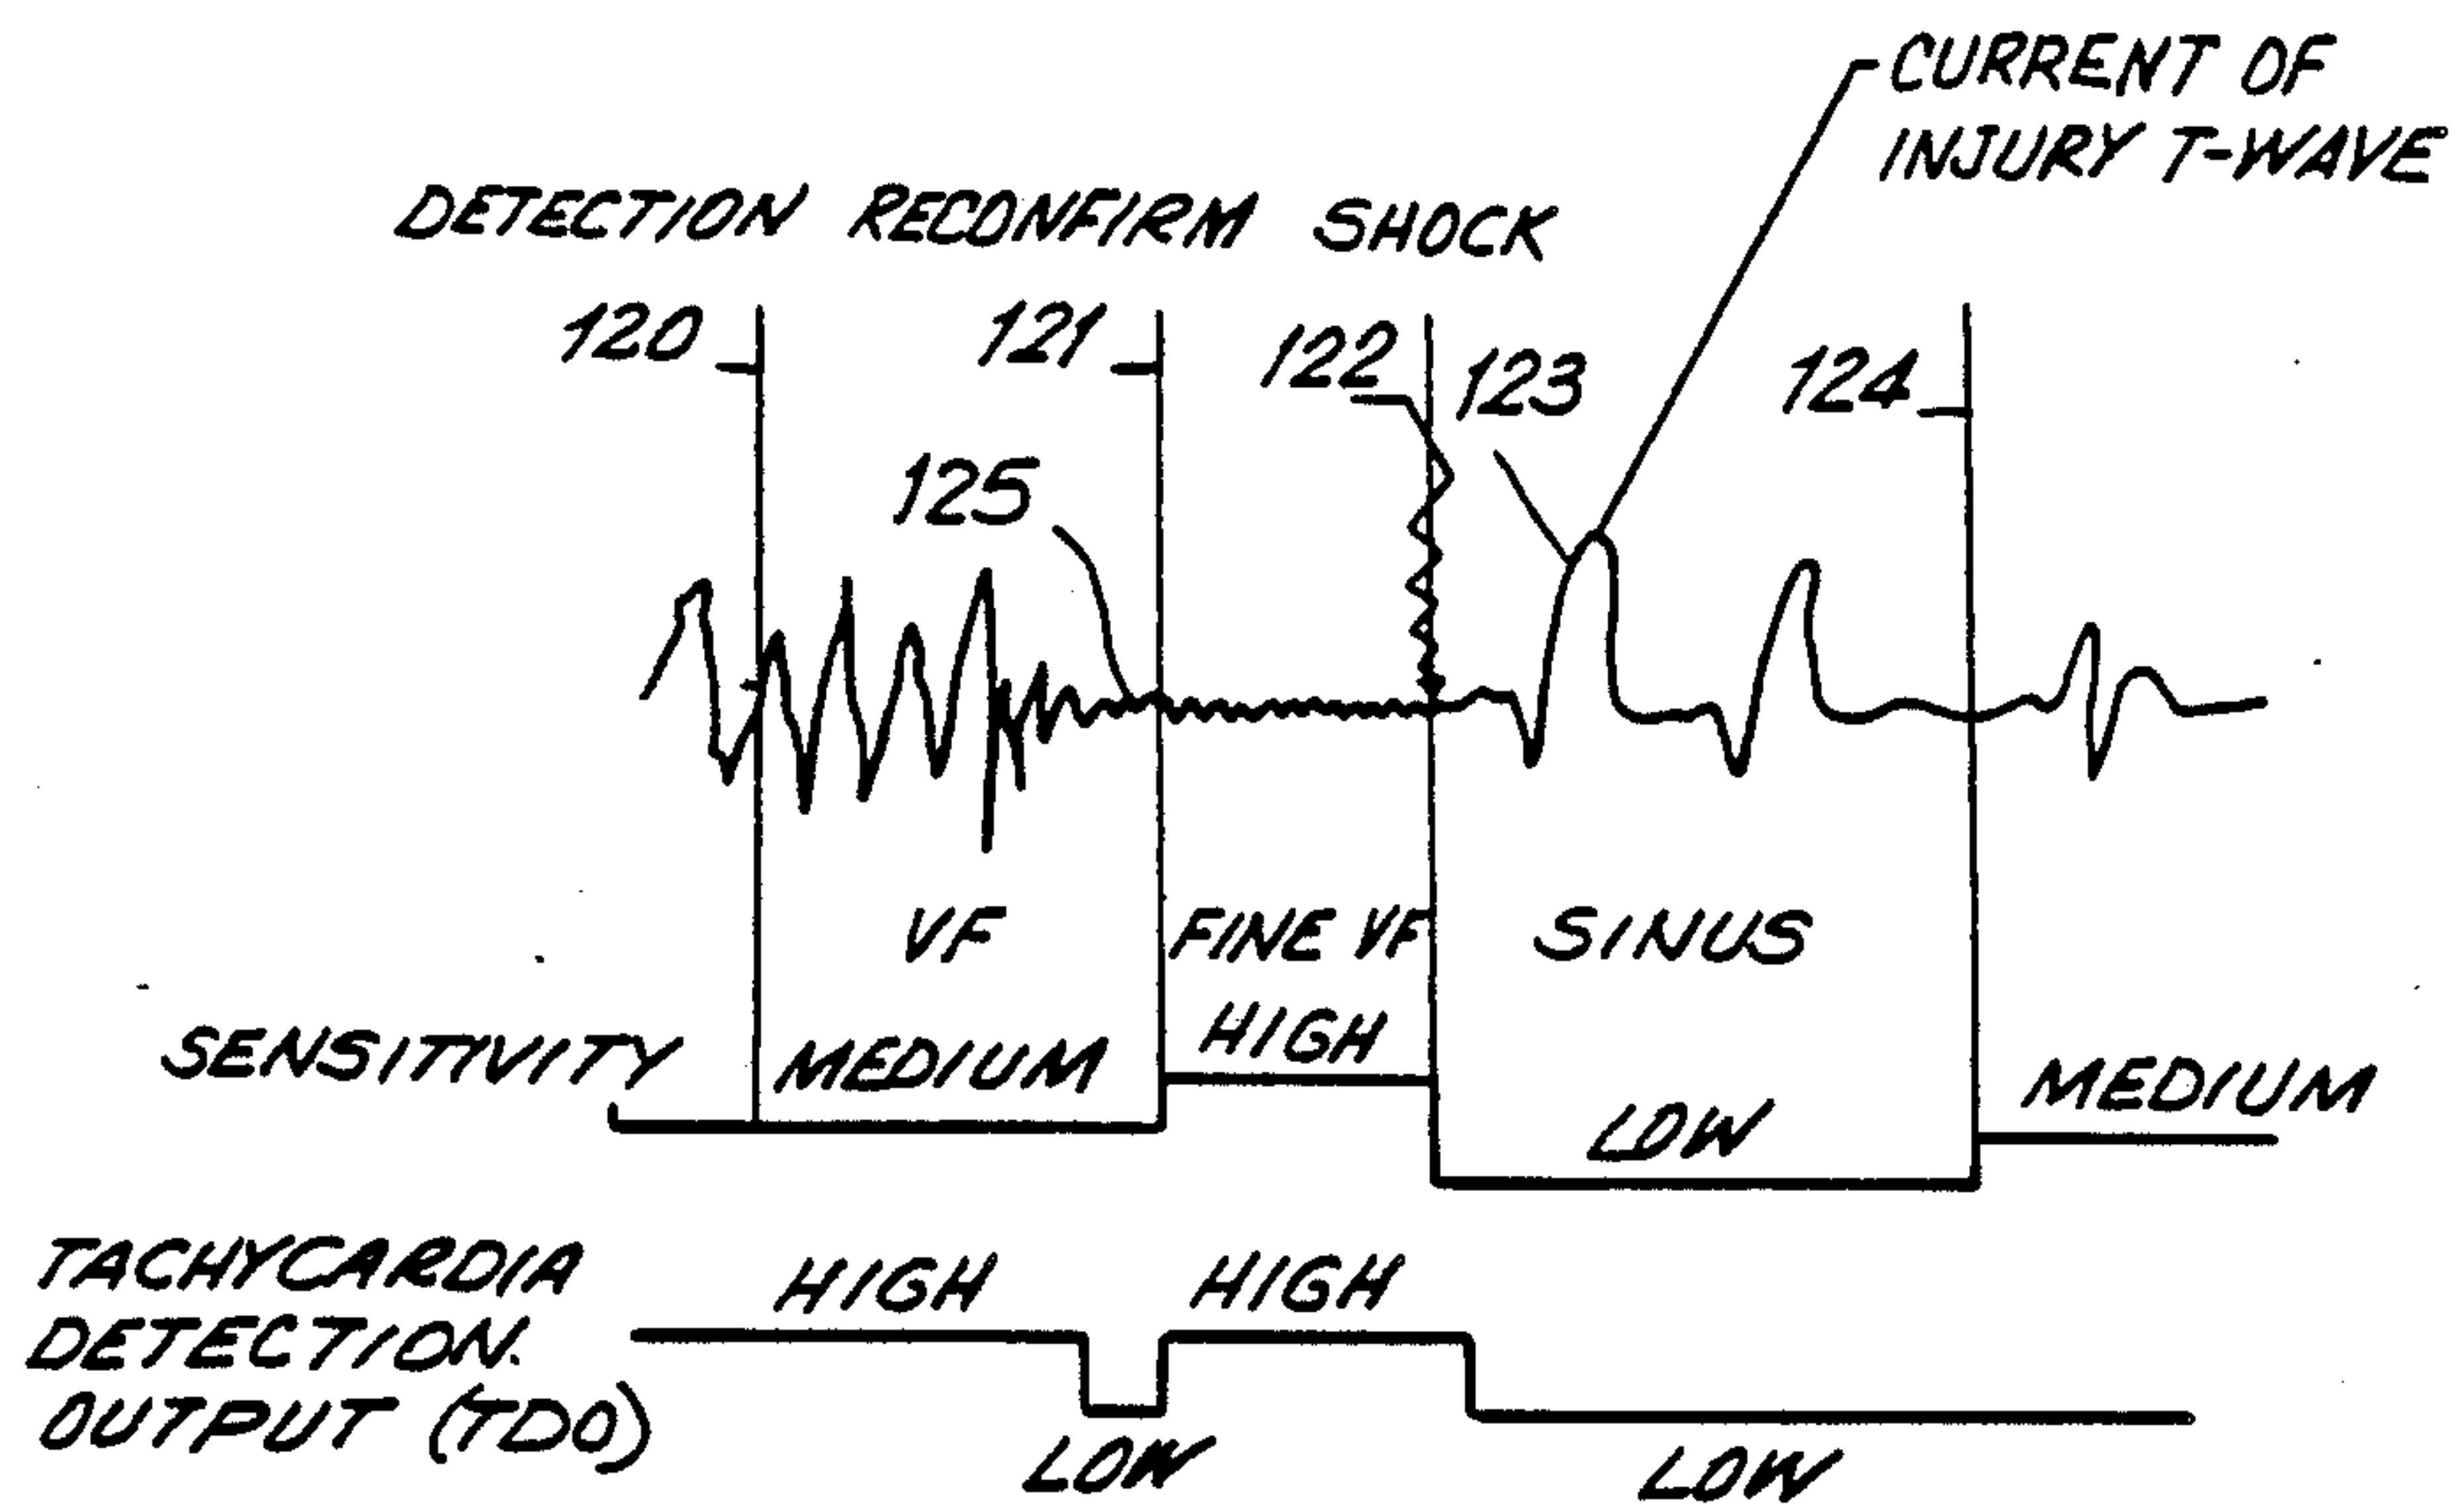 CURRENT OF
INJURY T-WAVE
DETECTION RECONFIRM SHOCK
120 121 122 123 124
125
VF FINE VF SINUS
SENSITIVITY MEDIUM HIGH LOW MEDIUM
TACHYCARDIA
DETECTION.
OUTPUT (TDO)
HIGH HIGH
LOW LOW